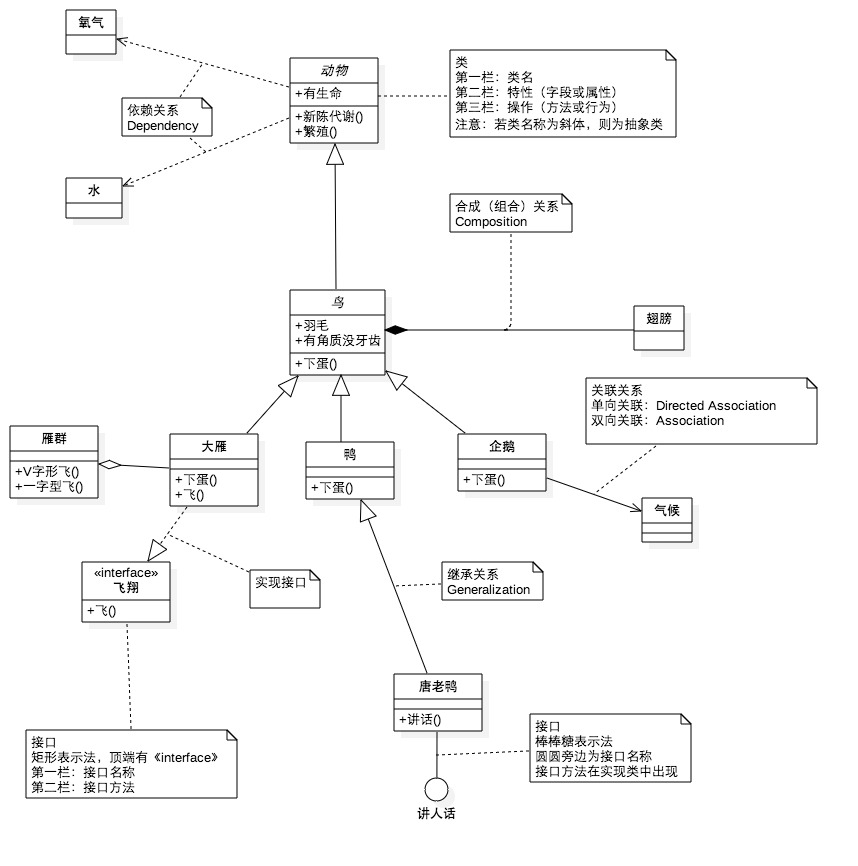 氧气
动物
+有生命
+新陈代谢()
+繁殖()
类
第一栏：类名
第二栏：特性（字段或属性）
第三栏：操作（方法或行为）
注意：若类名称为斜体，则为抽象类
依赖关系
Dependency
水
合成（组合）关系
Composition
鸟
+羽毛
+有角质没牙齿
+下蛋()
翅膀
关联关系
单向关联：Directed Association
双向关联：Association
雁群
+V字形飞()
+一字型飞()
大雁
+下蛋()
+飞()
鸭
+下蛋()
企鹅
+下蛋()
气候
«interface»
飞翔
+飞()
实现接口
继承关系
Generalization
唐老鸭
+讲话()
接口
矩形表示法，顶端有《interface》
第一栏：接口名称
第二栏：接口方法
接口
棒棒糖表示法
圆圆旁边为接口名称
接口方法在实现类中出现
讲人话